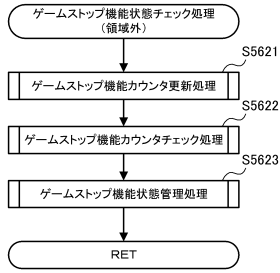 ゲームストップ機能状態チェック処理
(領域外)
S5621
ゲームストップ機能カウンタ更新処理
S5622
ゲームストップ機能カウンタチェック処理
S5623
ゲームストップ機能状態管理処理
RET